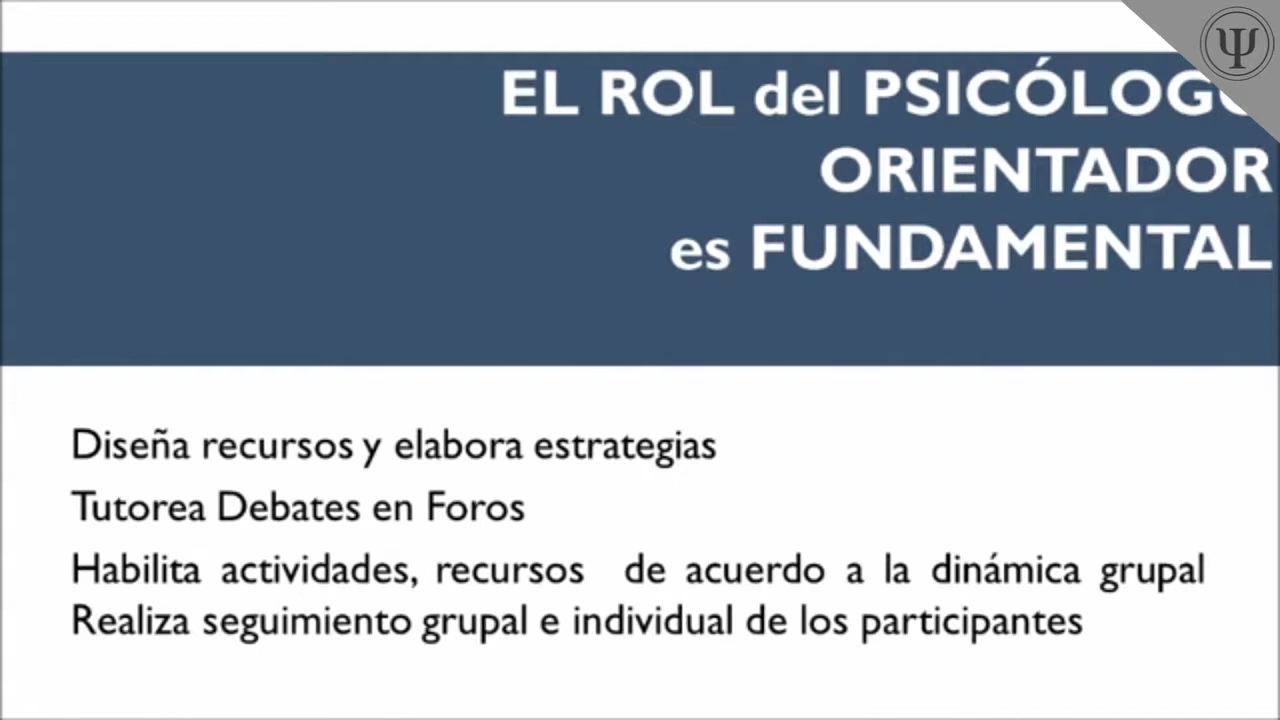 EL ROL del PSICÓLOGO
ORIENTADOR
es FUNDAMENTAL
Diseña recursos y elabora estrategias
Tutorea Debates en Foros
Habilita actividades, recursos de acuerdo a la dinámica grupal
Realiza seguimiento grupal e individual de los participantes